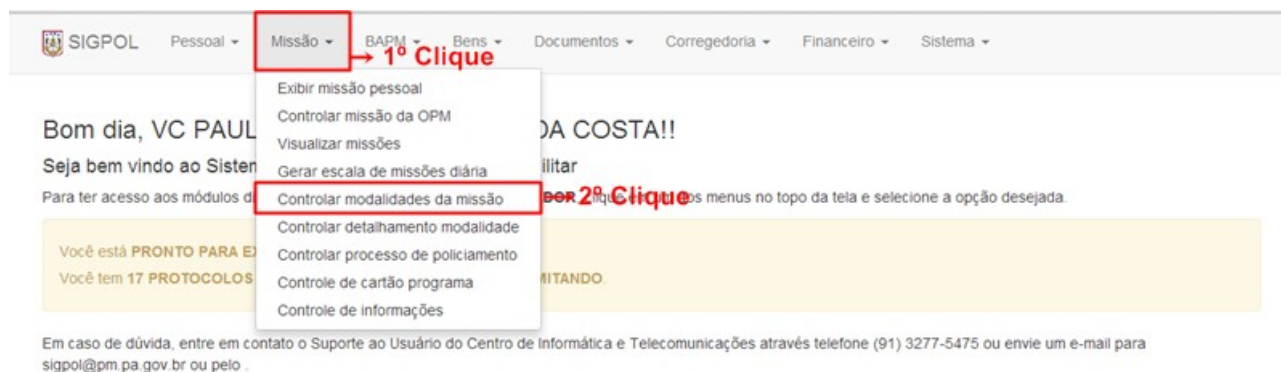 SIGPOL Pessoal Missão BAPM Bens Documentos Corregedoria Financeiro Sistema
1º Clique
Exibir missão pessoal
Controlar missão da OPM
Bom dia, VC PAUL DA COSTA!!
Visualizar missões
Seja bem vindo ao Sistem ilitar
Gerar escala de missões diária
Para ter acesso aos módulos d Controlar modalidades da missão 2º Clique os menus no topo da tela e selecione a opção desejada.
Controlar detalhamento modalidade
Você está PRONTO PARA EX
Controlar processo de policiamento
Você tem 17 PROTOCOLOS MITANDO.
Controle de cartão programa
Controle de informações
Em caso de dúvida, entre em contato o Suporte ao Usuário do Centro de Informática e Telecomunicações através telefone (91) 3277-5475 ou envie um e-mail para
sigpol@pm.pa.gov.br ou pelo .